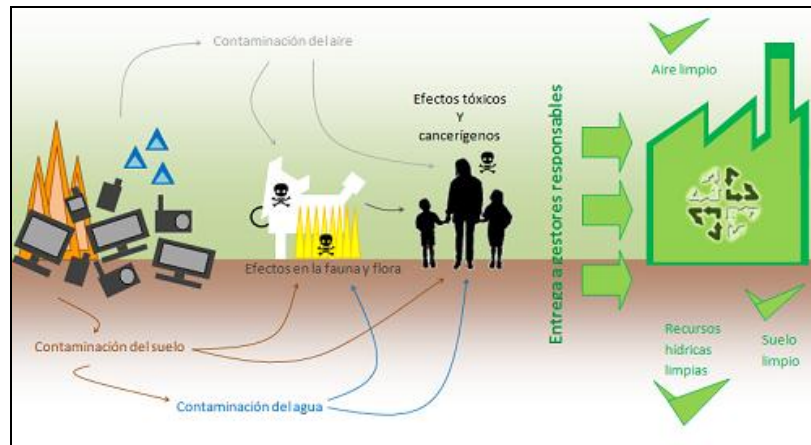 Contaminación del aire
Efectos tóxicos
Y
cancerígenos
Efectos en la fauna y flora
Contaminación del suelo
Contaminación del agua
Entrega a gestores responsables
Aire limpio
Recursos
hídricas
limpias
Suelo
limpio